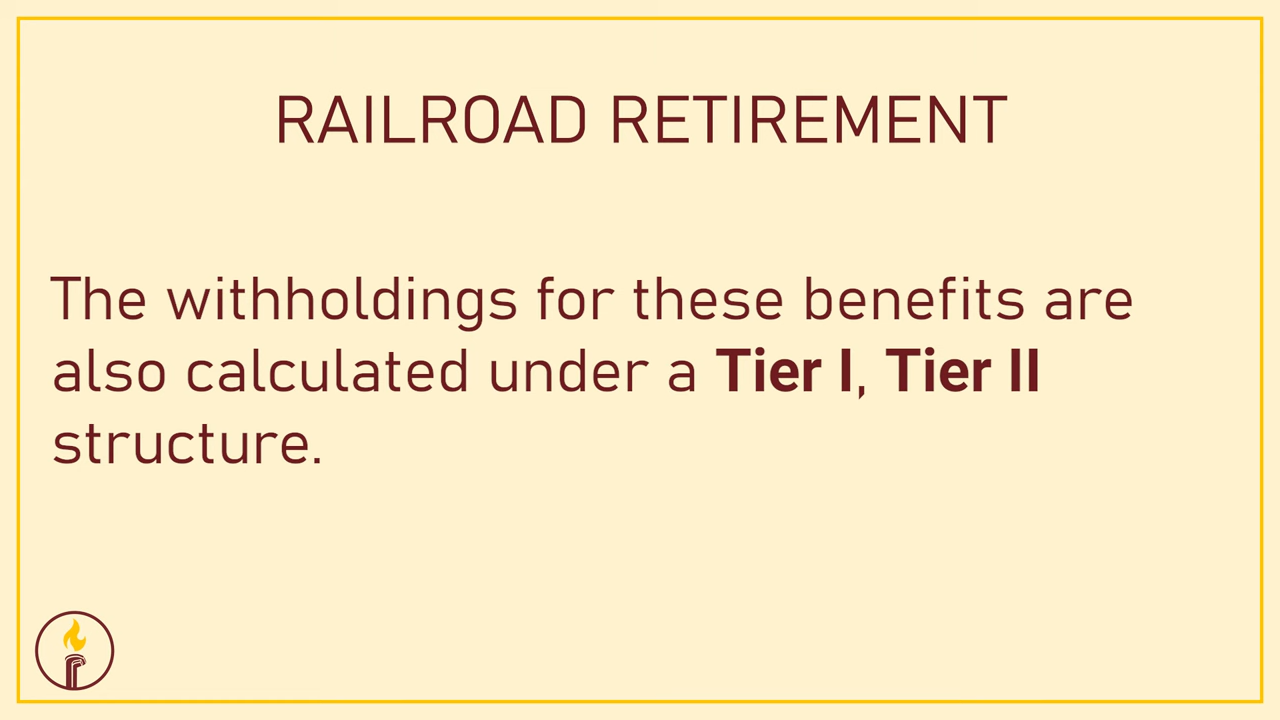 RAILROAD RETIREMENT
The withholdings for these benefits are
also calculated under a Tier I, Tier II
structure.